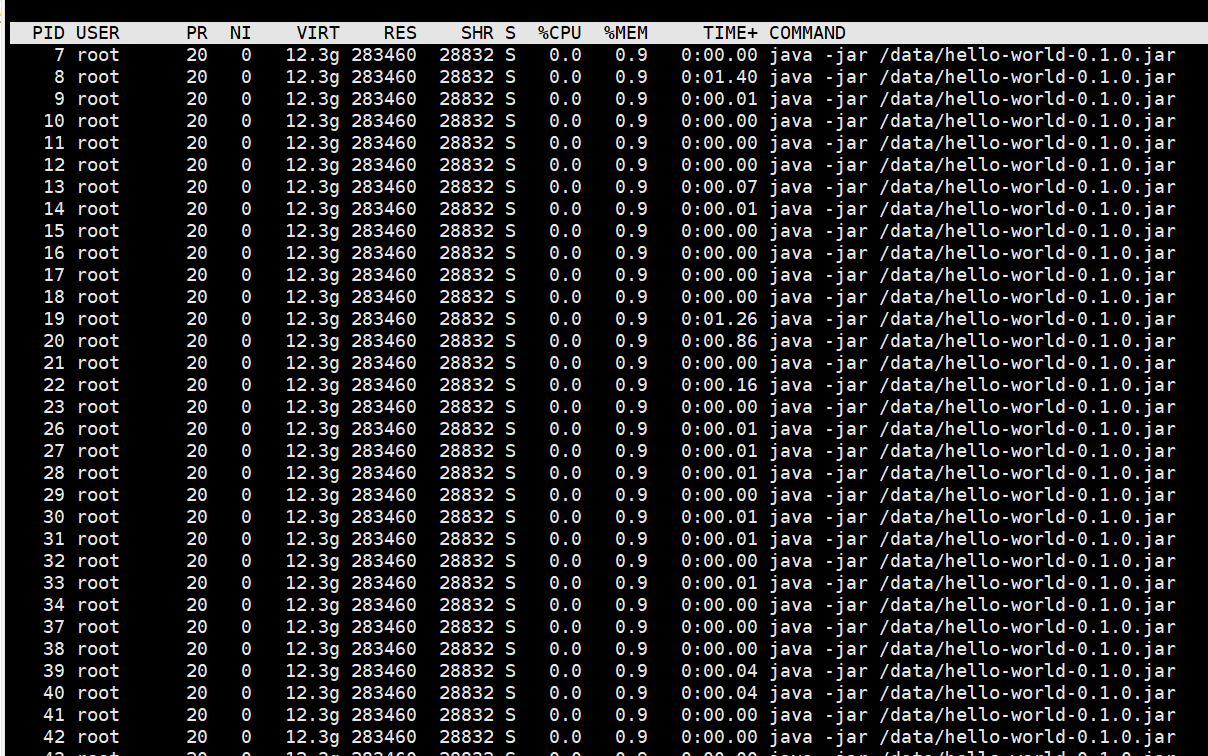 PID USER PR NI VIRT RES SHR S %CPU %MEM TIME+ COMMAND
7 root 20 0 12.3g 283460 28832 S 0.0 0.9 0:00.00 java -jar /data/hello-world-0.1.0.jar
8 root 20 0 12.3g 283460 28832 S 0.0 0.9 0:01.40 java -jar /data/hello-world-0.1.0.jar
9 root 20 0 12.3g 283460 28832 S 0.0 0.9 0:00.01 java -jar /data/hello-world-0.1.0.jar
10 root 20 0 12.3g 283460 28832 S 0.0 0.9 0:00.00 java -jar /data/hello-world-0.1.0.jar
11 root 20 0 12.3g 283460 28832 S 0.0 0.9 0:00.00 java -jar /data/hello-world-0.1.0.jar
12 root 20 0 12.3g 283460 28832 S 0.0 0.9 0:00.00 java -jar /data/hello-world-0.1.0.jar
13 root 20 0 12.3g 283460 28832 S 0.0 0.9 0:00.07 java -jar /data/hello-world-0.1.0.jar
14 root 20 0 12.3g 283460 28832 S 0.0 0.9 0:00.01 java -jar /data/hello-world-0.1.0.jar
15 root 20 0 12.3g 283460 28832 S 0.0 0.9 0:00.00 java -jar /data/hello-world-0.1.0.jar
16 root 20 0 12.3g 283460 28832 S 0.0 0.9 0:00.00 java -jar /data/hello-world-0.1.0.jar
17 root 20 0 12.3g 283460 28832 S 0.0 0.9 0:00.00 java -jar /data/hello-world-0.1.0.jar
18 root 20 0 12.3g 283460 28832 S 0.0 0.9 0:00.00 java -jar /data/hello-world-0.1.0.jar
19 root 20 0 12.3g 283460 28832 S 0.0 0.9 0:01.26 java -jar /data/hello-world-0.1.0.jar
20 root 20 0 12.3g 283460 28832 S 0.0 0.9 0:00.86 java -jar /data/hello-world-0.1.0.jar
21 root 20 0 12.3g 283460 28832 S 0.0 0.9 0:00.00 java -jar /data/hello-world-0.1.0.jar
22 root 20 0 12.3g 283460 28832 S 0.0 0.9 0:00.16 java -jar /data/hello-world-0.1.0.jar
23 root 20 0 12.3g 283460 28832 S 0.0 0.9 0:00.00 java -jar /data/hello-world-0.1.0.jar
26 root 20 0 12.3g 283460 28832 S 0.0 0.9 0:00.01 java -jar /data/hello-world-0.1.0.jar
27 root 20 0 12.3g 283460 28832 S 0.0 0.9 0:00.01 java -jar /data/hello-world-0.1.0.jar
28 root 20 0 12.3g 283460 28832 S 0.0 0.9 0:00.01 java -jar /data/hello-world-0.1.0.jar
29 root 20 0 12.3g 283460 28832 S 0.0 0.9 0:00.00 java -jar /data/hello-world-0.1.0.jar
30 root 20 0 12.3g 283460 28832 S 0.0 0.9 0:00.01 java -jar /data/hello-world-0.1.0.jar
31 root 20 0 12.3g 283460 28832 S 0.0 0.9 0:00.01 java -jar /data/hello-world-0.1.0.jar
32 root 20 0 12.3g 283460 28832 S 0.0 0.9 0:00.00 java -jar /data/hello-world-0.1.0.jar
33 root 20 0 12.3g 283460 28832 S 0.0 0.9 0:00.01 java -jar /data/hello-world-0.1.0.jar
34 root 20 0 12.3g 283460 28832 S 0.0 0.9 0:00.00 java -jar /data/hello-world-0.1.0.jar
37 root 20 0 12.3g 283460 28832 S 0.0 0.9 0:00.00 java -jar /data/hello-world-0.1.0.jar
38 root 20 0 12.3g 283460 28832 S 0.0 0.9 0:00.00 java -jar /data/hello-world-0.1.0.jar
39 root 20 0 12.3g 283460 28832 S 0.0 0.9 0:00.04 java -jar /data/hello-world-0.1.0.jar
40 root 20 0 12.3g 283460 28832 S 0.0 0.9 0:00.04 java -jar /data/hello-world-0.1.0.jar
41 root 20 0 12.3g 283460 28832 S 0.0 0.9 0:00.00 java -jar /data/hello-world-0.1.0.jar
42 root 20 0 12.3g 283460 28832 S 0.0 0.9 0:00.00 java -jar /data/hello-world-0.1.0.jar